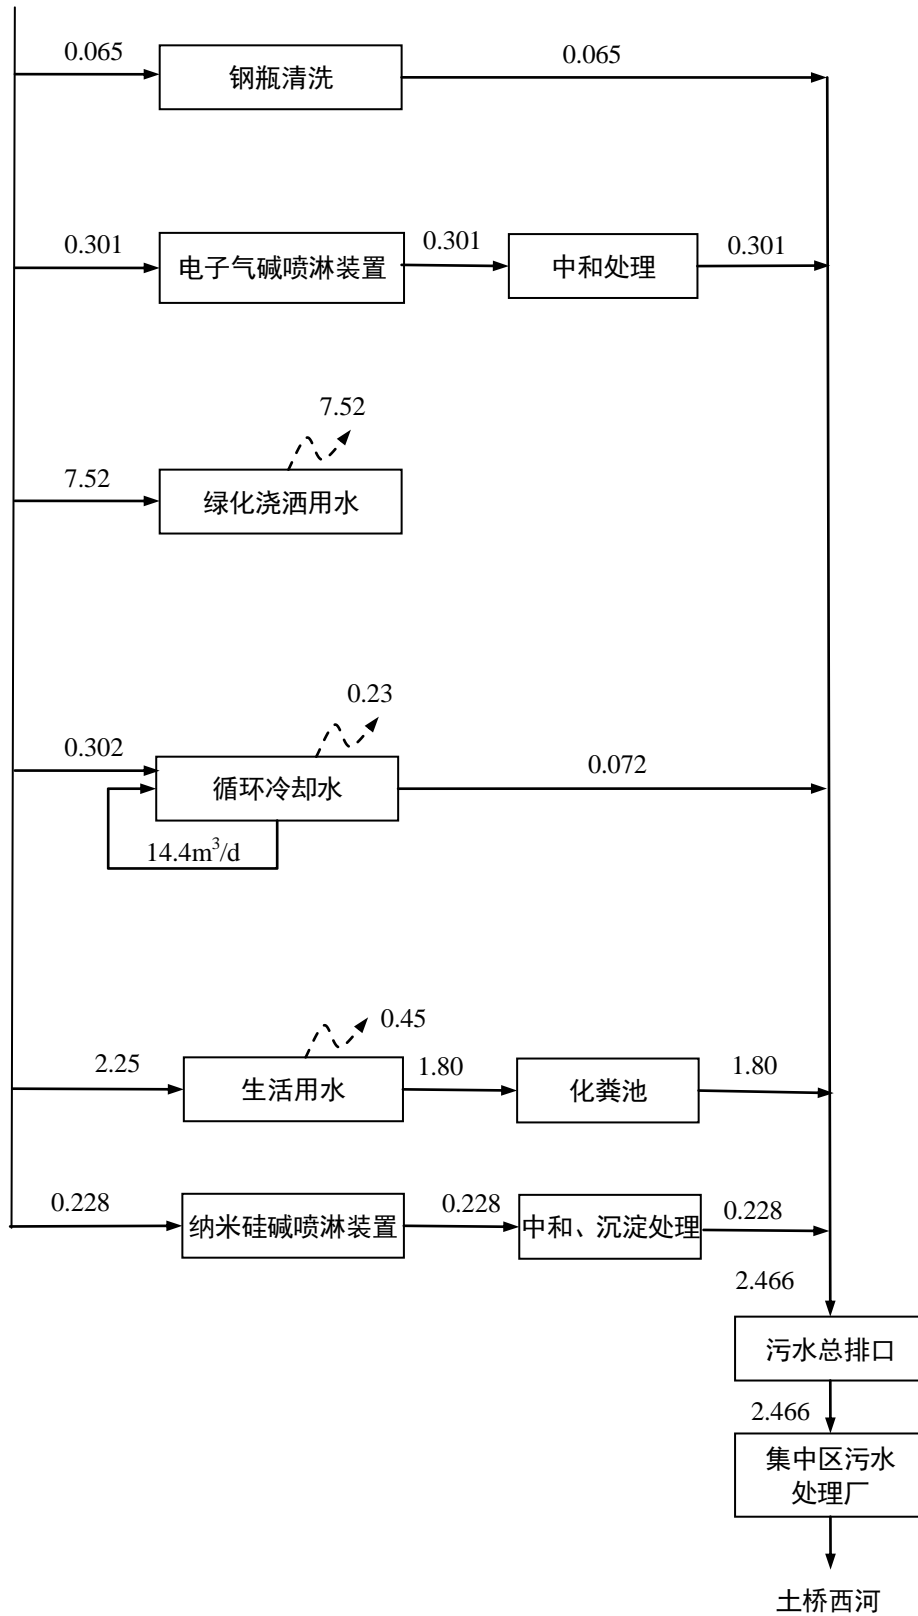 0.065
钢瓶清洗
0.065
0.301
电子气碱喷淋装置
0.301
中和处理
0.301
7.52
7.52
绿化浇洒用水
0.23
0.302
循环冷却水
0.072
14.4m³/d
0.45
2.25
生活用水
1.80
化粪池
1.80
0.228
纳米硅碱喷淋装置
0.228
中和、沉淀处理
0.228
2.466
污水总排口
2.466
集中区污水
处理厂
土桥西河